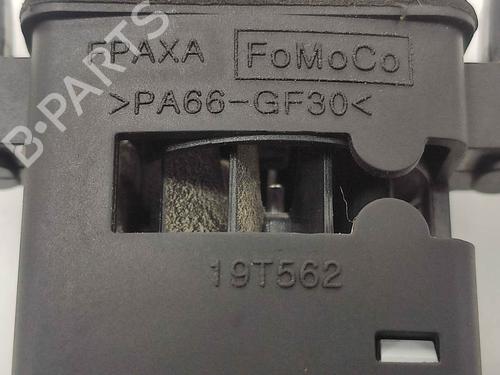 B-PARTS
FPAXA FoMoCo
>PA66-GF30<
19T562